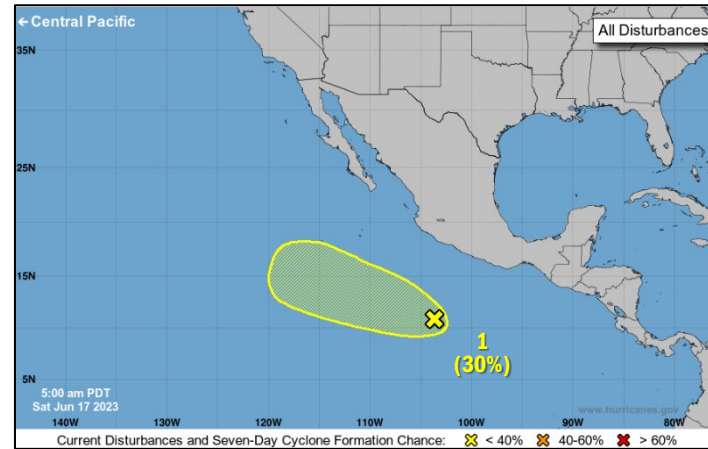 ← Central Pacific
All Disturbances
35N
25N
15N
5N
1
(30%)
5:00 am PDT
Sat Jun 17 2023
www.hurricanes.gov
140W 130W 120W 110W 100W 90W 80W
Current Disturbances and Seven-Day Cyclone Formation Chance: < 40% 40-60% > 60%